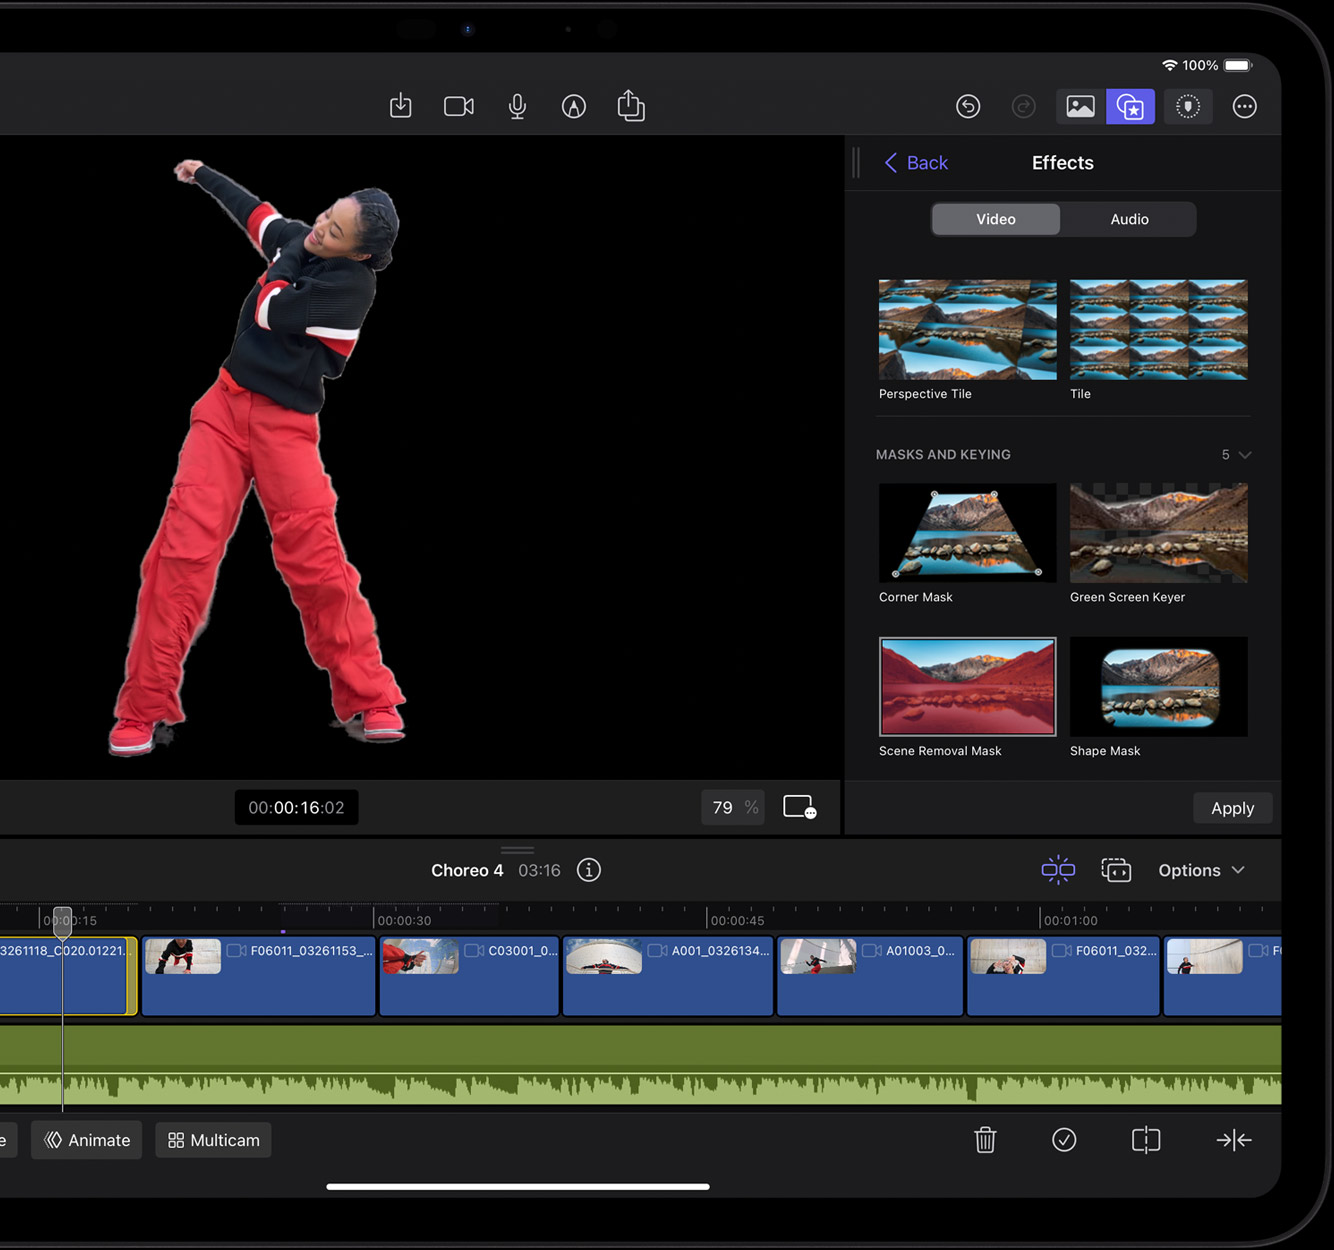 100%
Back
Effects
Video
Audio
Perspective Tile
Tile
MASKS AND KEYING
5
Corner Mask
Green Screen Keyer
Scene Removal Mask
Shape Mask
00:00:16:02
79 %
Apply
Choreo 4
03:16
Options
00:00:15
00:00:30
00:00:45
00:01:00
3261118_C020.01221...
F06011_03261153_...
C03001_0...
A001_0326134...
A01003_0...
F06011_032...
F
e
Animate
Multicam